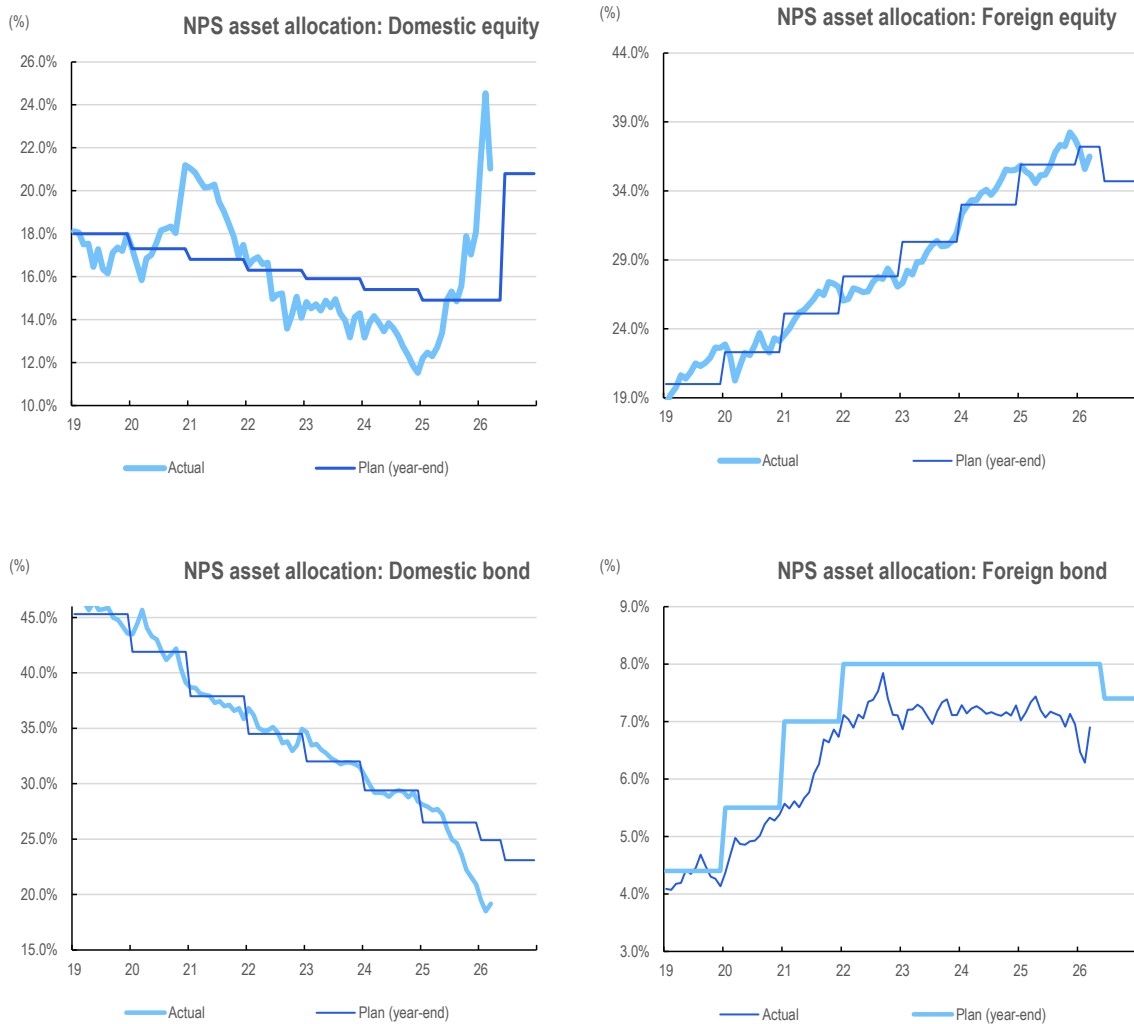 (%)
NPS asset allocation: Domestic equity
26.0%
24.0%
22.0%
20.0%
18.0%
16.0%
14.0%
12.0%
10.0%
19 20 21 22 23 24 25 26
Actual Plan (year-end)
(%)
NPS asset allocation: Foreign equity
44.0%
39.0%
34.0%
29.0%
24.0%
19.0%
19 20 21 22 23 24 25 26
Actual Plan (year-end)
(%)
NPS asset allocation: Domestic bond
45.0%
40.0%
35.0%
30.0%
25.0%
20.0%
15.0%
19 20 21 22 23 24 25 26
Actual Plan (year-end)
(%)
NPS asset allocation: Foreign bond
9.0%
8.0%
7.0%
6.0%
5.0%
4.0%
3.0%
19 20 21 22 23 24 25 26
Actual Plan (year-end)